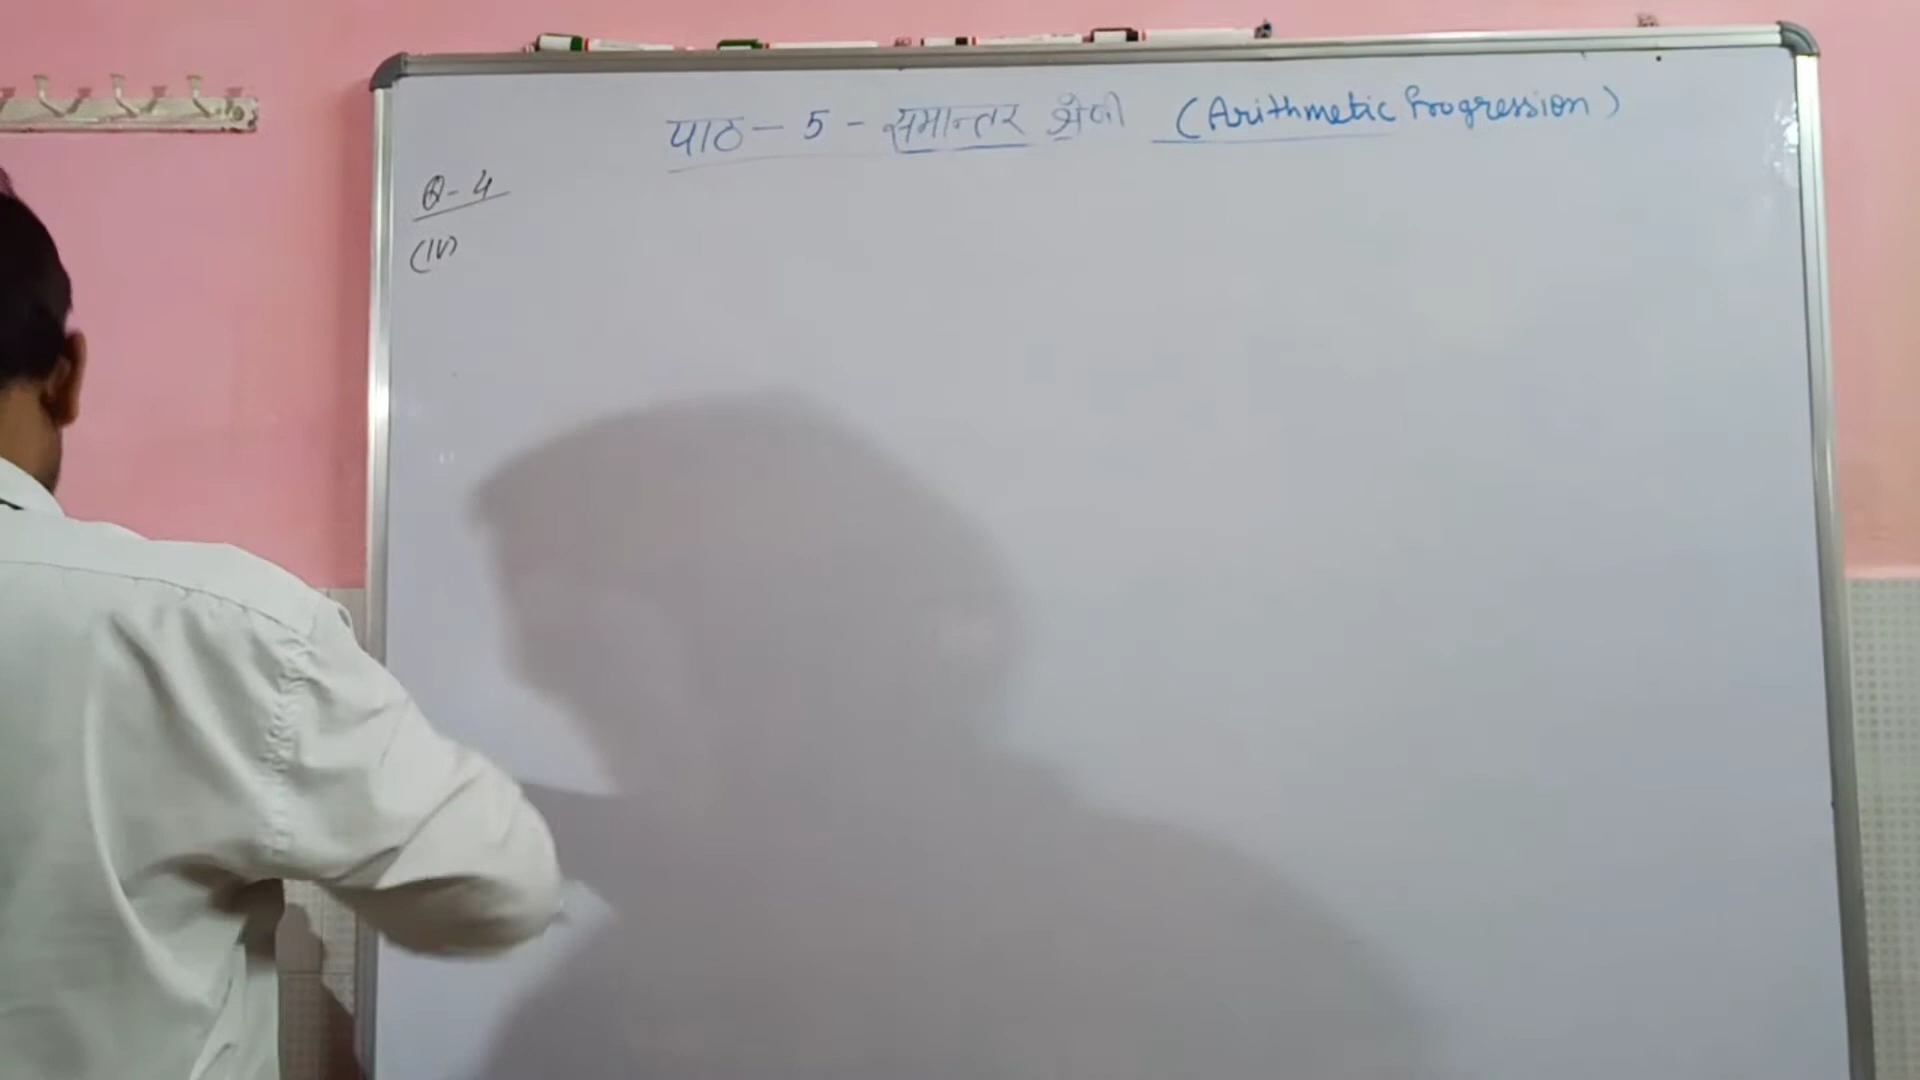 पाठ - 5 - समान्तर श्रेणी (Arithmetic Progression)
Q-4
(IV)